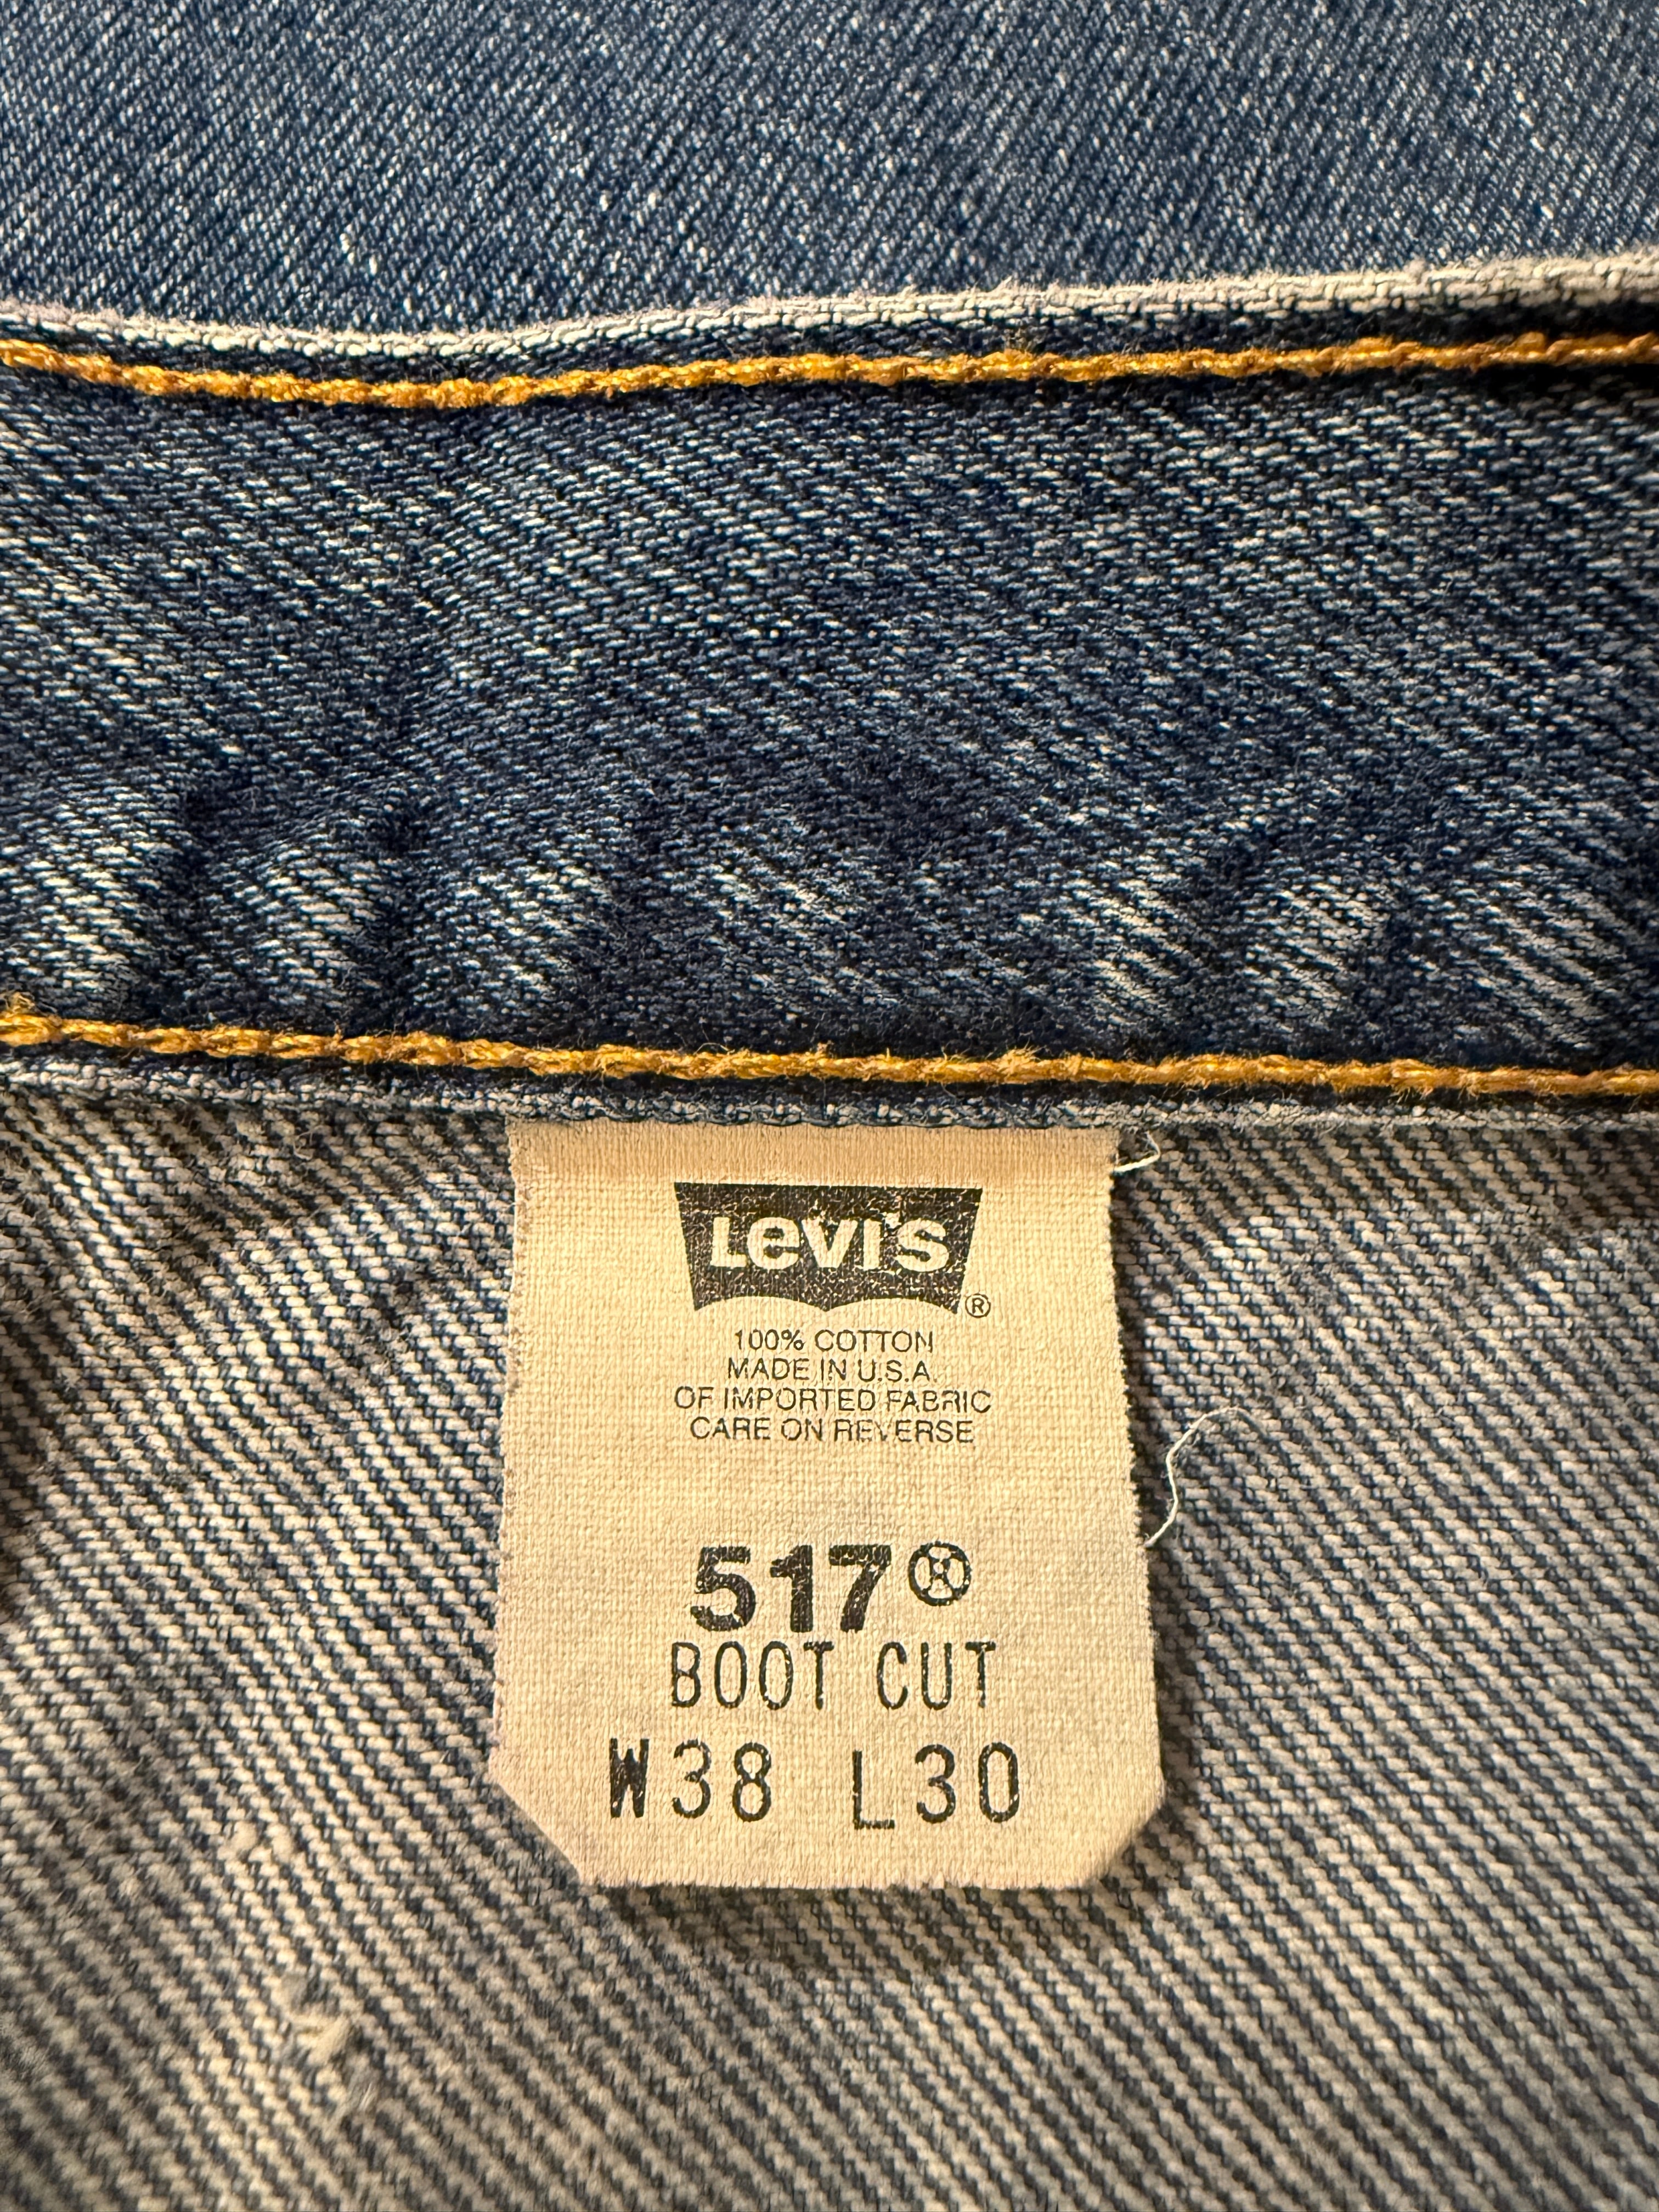 Levi's®
100% COTTON
MADE IN U.S.A.
OF IMPORTED FABRIC
CARE ON REVERSE
517®
BOOT CUT
W38 L30